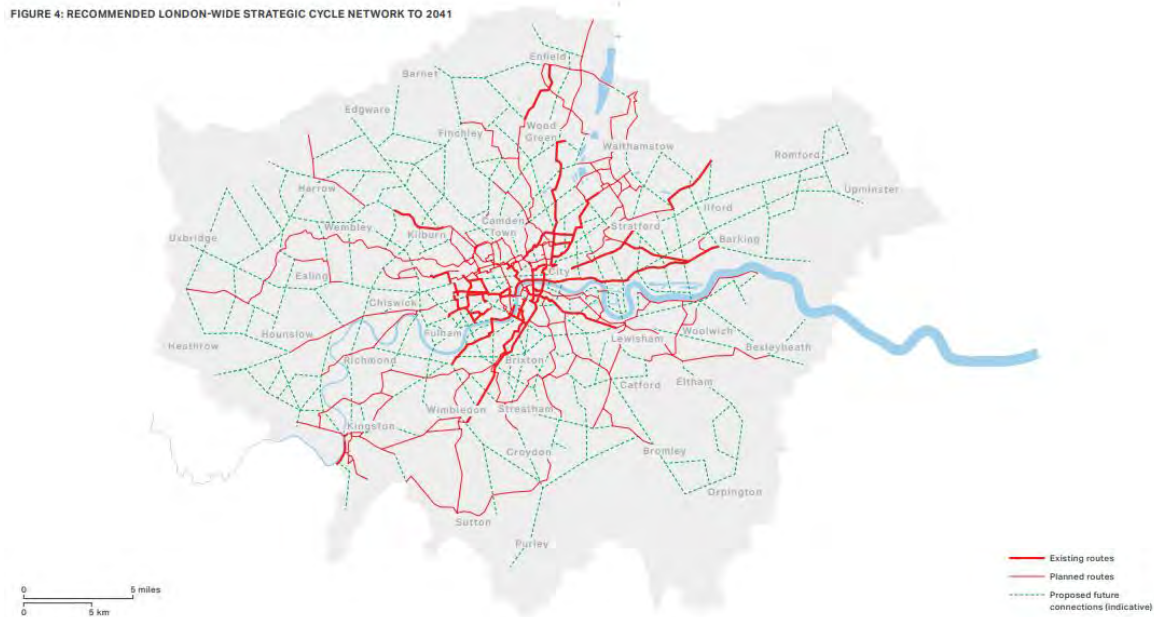 FIGURE 4: RECOMMENDED LONDON-WIDE STRATEGIC CYCLE NETWORK TO 2041
Enfield
Barnet
Edgware
Finchley
Wood
Green
Walthamstow
Romford
Harrow
Upminster
Ilford
Camden
Town
Stratford
Wembley
Kilburn
Uxbridge
Barking
City
Ealing
Chiswick
Hounslow
Fulham
Woolwich
Lewisham
Heathrow
Bexleyheath
Richmond
Brixton
Catford
Eltham
Wimbledon
Streatham
Kingston
Croydon
Bromley
Orpington
Sutton
Purley
Existing routes
Planned routes
Proposed future
connections (indicative)
0 5 miles
0 5 km